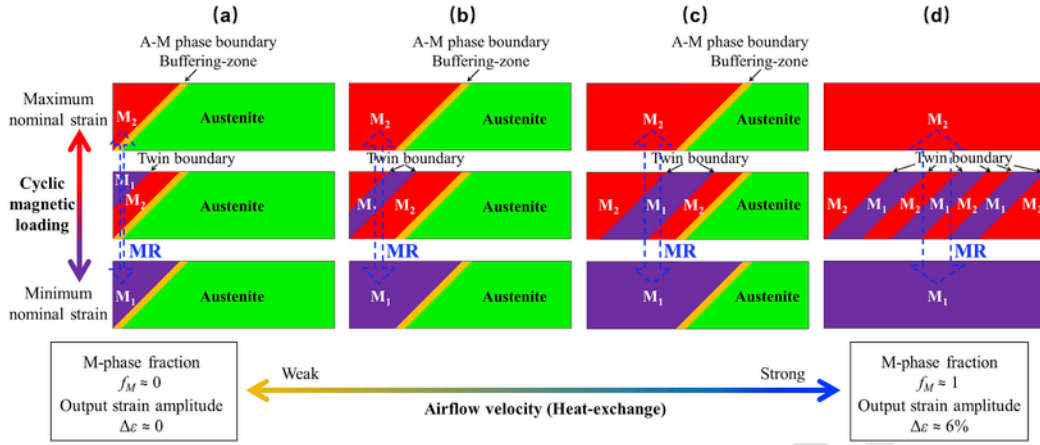 (a) (b) (c) (d)
A-M phase boundary
Buffering-zone
A-M phase boundary
Buffering-zone
A-M phase boundary
Buffering-zone
Maximum
nominal strain
M₂ Austenite
M₂ Austenite
M₂ Austenite
M₂
Cyclic
magnetic
loading
Twin boundary
M₁
M₂ Austenite
Twin boundary
M₂ Austenite
Twin boundary
M₂ M₁ M₂ Austenite
Twin boundary
M₂ M₁ M₂ M₁ M₂ M₁ M₂
MR MR MR MR
Minimum
nominal strain
M₁ Austenite
M₁ Austenite
M₁ Austenite
M₁
M-phase fraction
f_M ≈ 0
Output strain amplitude
Δε ≈ 0
Weak Strong
Airflow velocity (Heat-exchange)
M-phase fraction
f_M ≈ 1
Output strain amplitude
Δε ≈ 6%